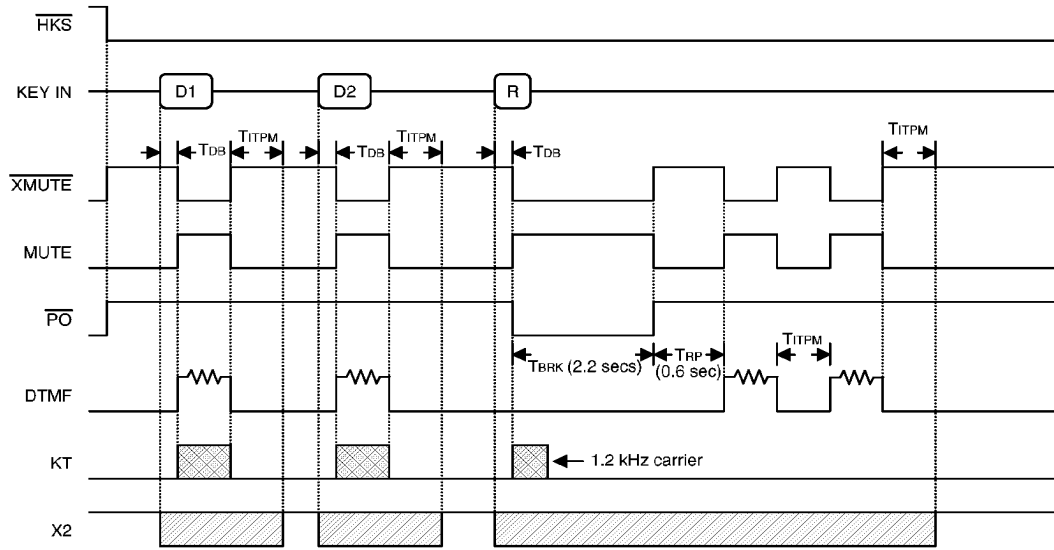 HKS
KEY IN
D1
D2
R
TDB
TITPM
TDB
TITPM
TDB
TITPM
XMUTE
MUTE
PO
TBRK (2.2 secs)
TRP
(0.6 sec)
TITPM
DTMF
KT
1.2 kHz carrier
X2